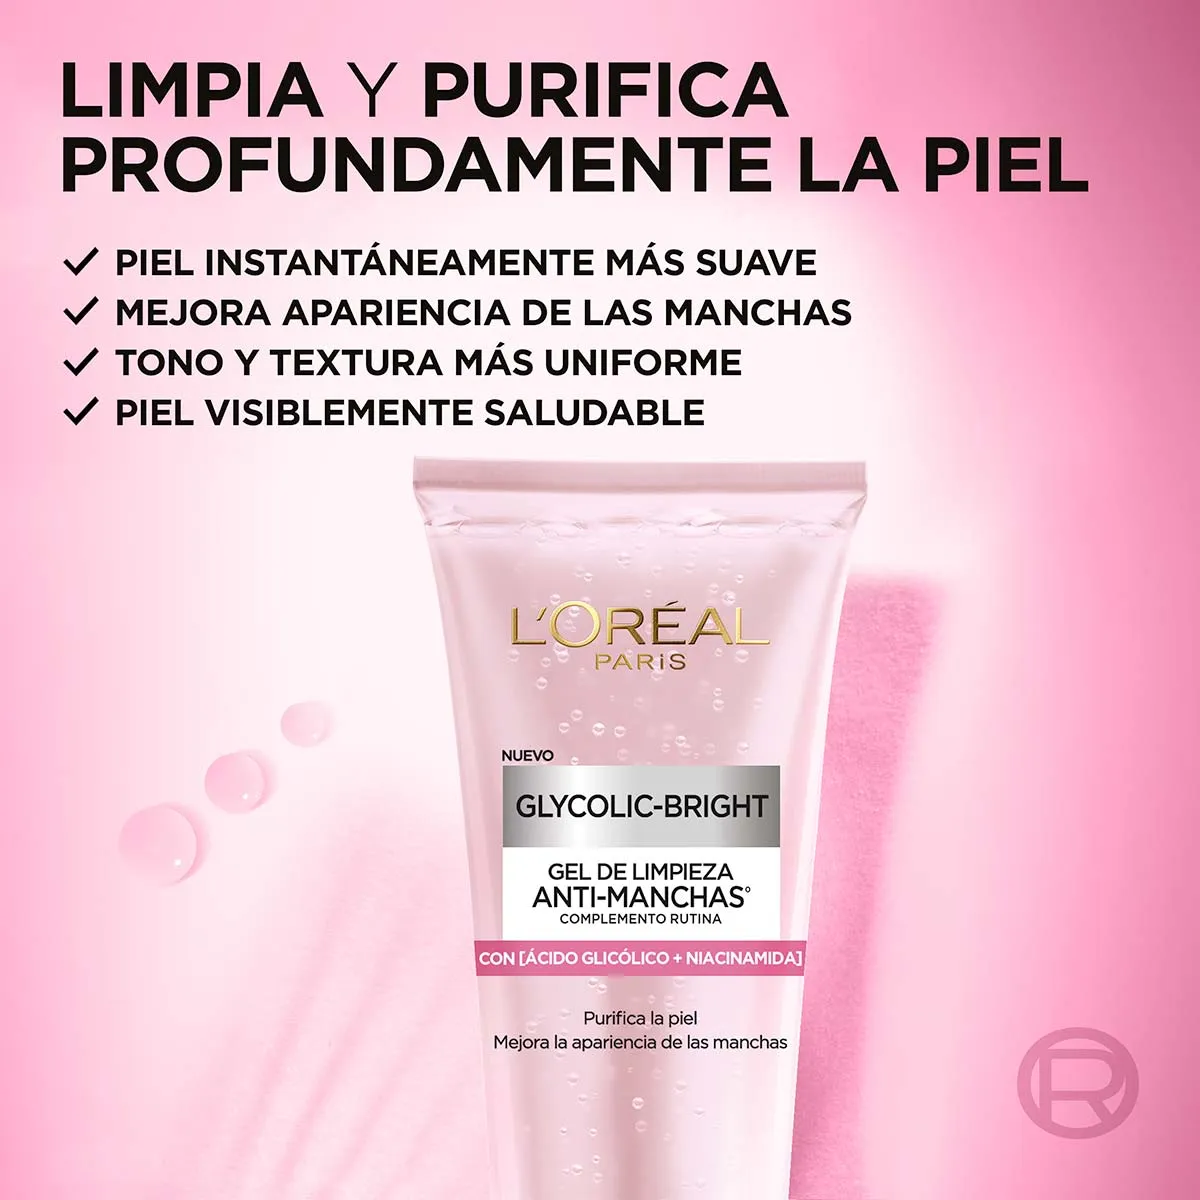 LIMPIA Y PURIFICA
PROFUNDAMENTE LA PIEL
✓ PIEL INSTANTÁNEAMENTE MÁS SUAVE
✓ MEJORA APARIENCIA DE LAS MANCHAS
✓ TONO Y TEXTURA MÁS UNIFORME
✓ PIEL VISIBLEMENTE SALUDABLE
L'ORÉAL
PARiS
NUEVO
GLYCOLIC-BRIGHT
GEL DE LIMPIEZA
ANTI-MANCHAS°
COMPLEMENTO RUTINA
CON [ÁCIDO GLICÓLICO + NIACINAMIDA]
Purifica la piel
Mejora la apariencia de las manchas
R